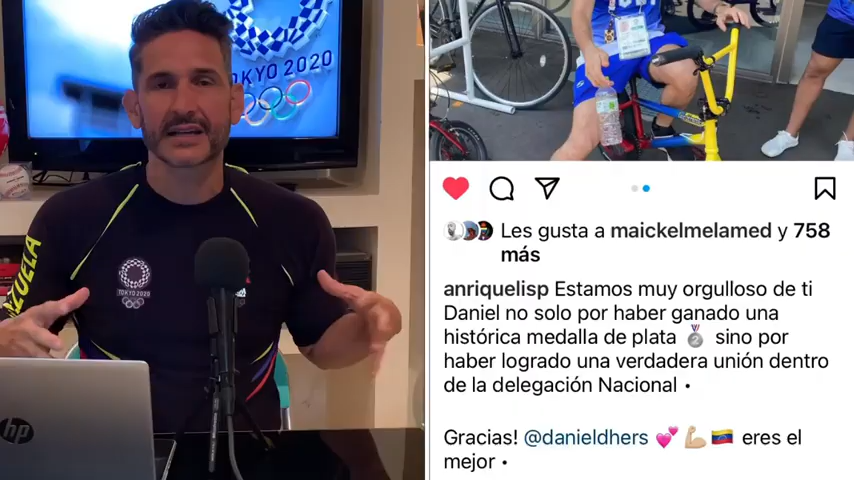 TOKYO 2020
ZUELA
TOKYO 2020
hp
Les gusta a maickelmelamed y 758
más
anriquelisp Estamos muy orgulloso de ti
Daniel no solo por haber ganado una
histórica medalla de plata 🥈 sino por
haber logrado una verdadera unión dentro
de la delegación Nacional •
Gracias! @danieldhers 💕💪🏼🇻🇪 eres el
mejor •